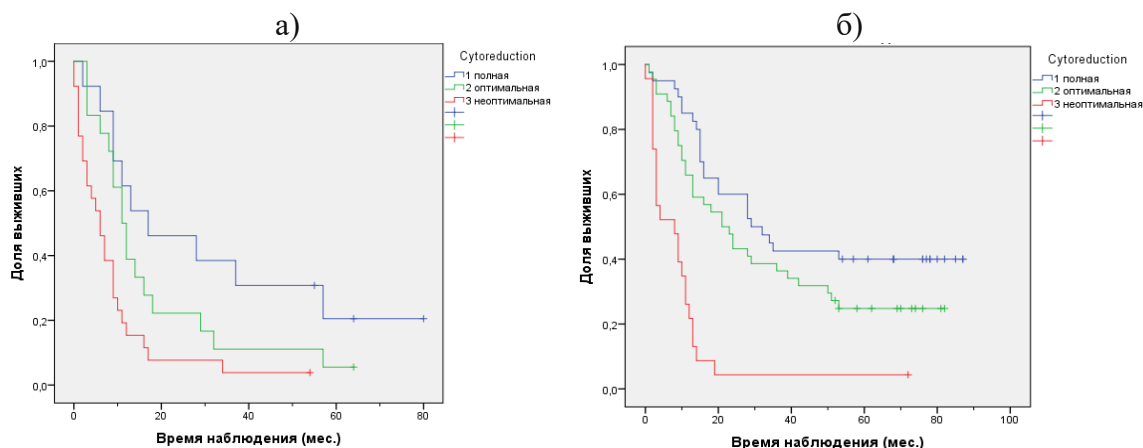 а)
Cytoreduction
1 полная
2 оптимальная
3 неоптимальная
1,0
0,8
0,6
0,4
0,2
0,0
Доля выживших
0
20
40
60
80
Время наблюдения (мес.)
б)
Cytoreduction
1 полная
2 оптимальная
3 неоптимальная
1,0
0,8
0,6
0,4
0,2
0,0
Доля выживших
0
20
40
60
80
100
Время наблюдения (мес.)